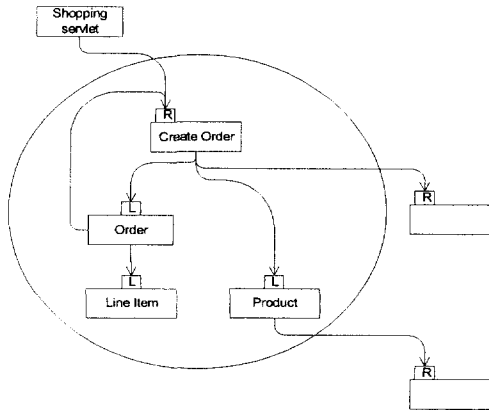 Shopping
servlet
R
Create Order
R
L
Order
L
Line Item
L
Product
R